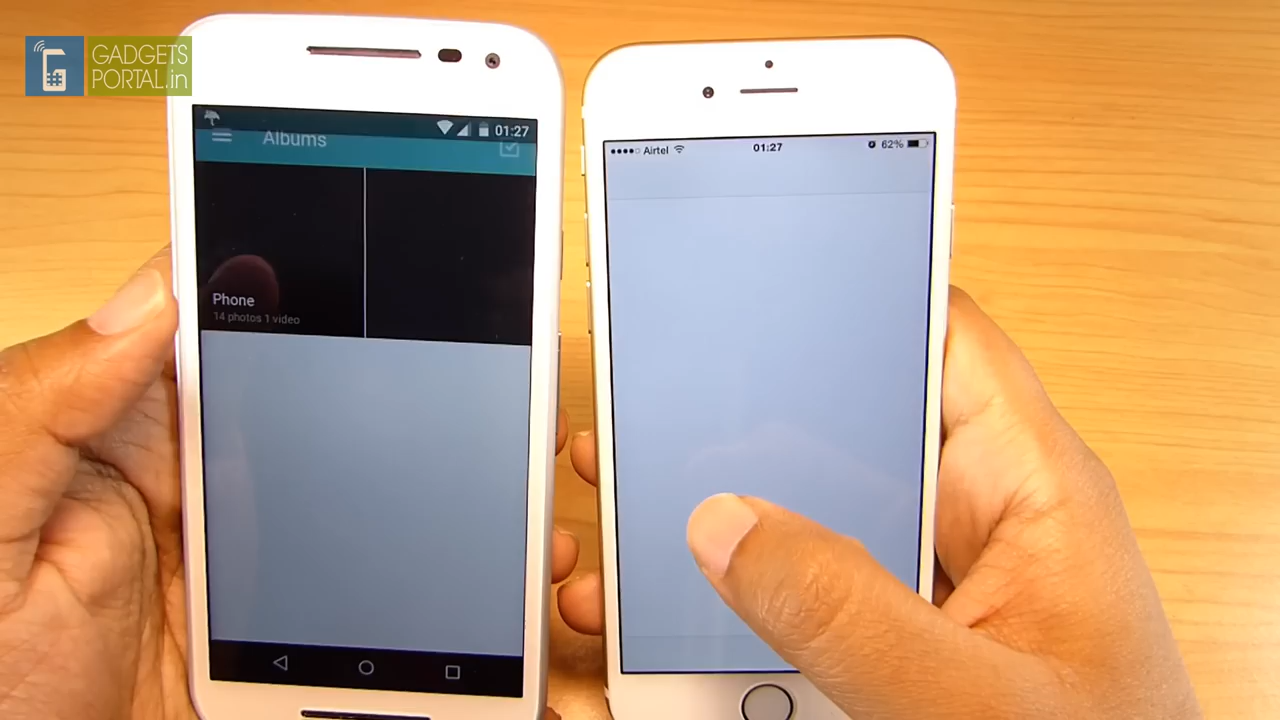 GADGETS
PORTAL.in
01:27
Albums
Phone
14 photos 1 video
Airtel
01:27
62%